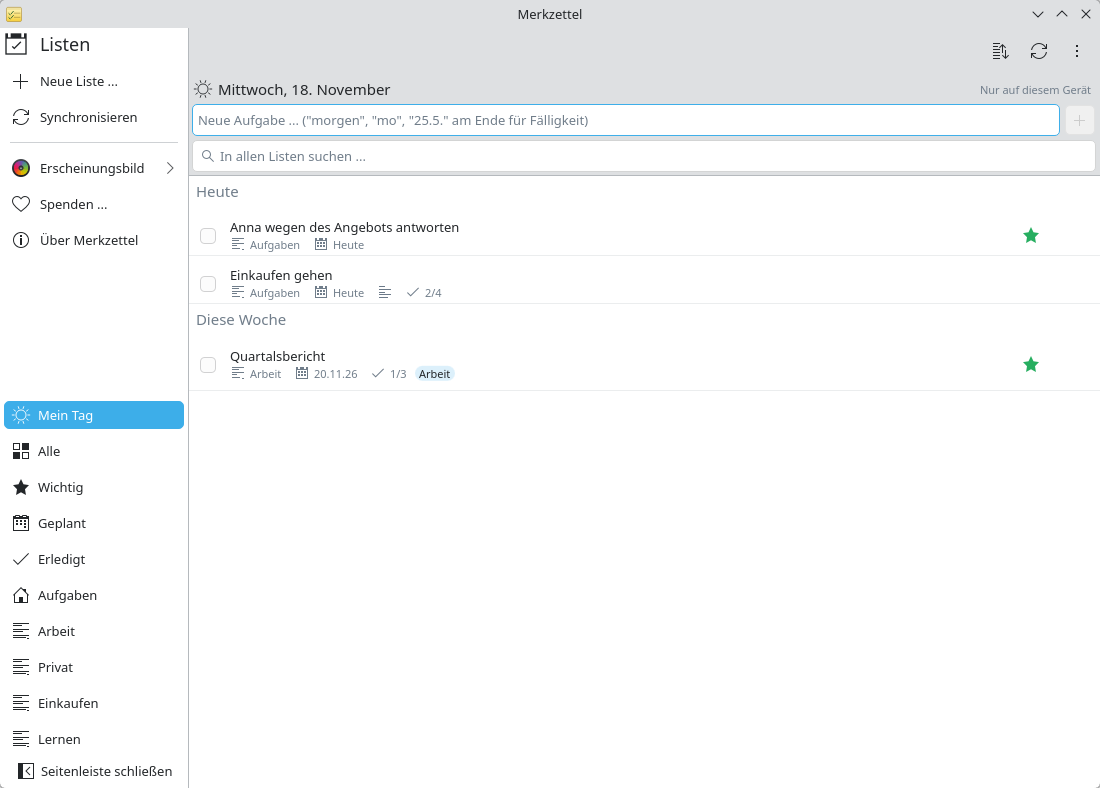 Merkzettel
Listen
Neue Liste ...
Synchronisieren
Erscheinungsbild
Spenden ...
Über Merkzettel
Mein Tag
Alle
Wichtig
Geplant
Erledigt
Aufgaben
Arbeit
Privat
Einkaufen
Lernen
Seitenleiste schließen
Mittwoch, 18. November
Nur auf diesem Gerät
Neue Aufgabe ... ("morgen", "mo", "25.5." am Ende für Fälligkeit)
In allen Listen suchen ...
Heute
Anna wegen des Angebots antworten
Aufgaben Heute
Einkaufen gehen
Aufgaben Heute 2/4
Diese Woche
Quartalsbericht
Arbeit 20.11.26 1/3 Arbeit